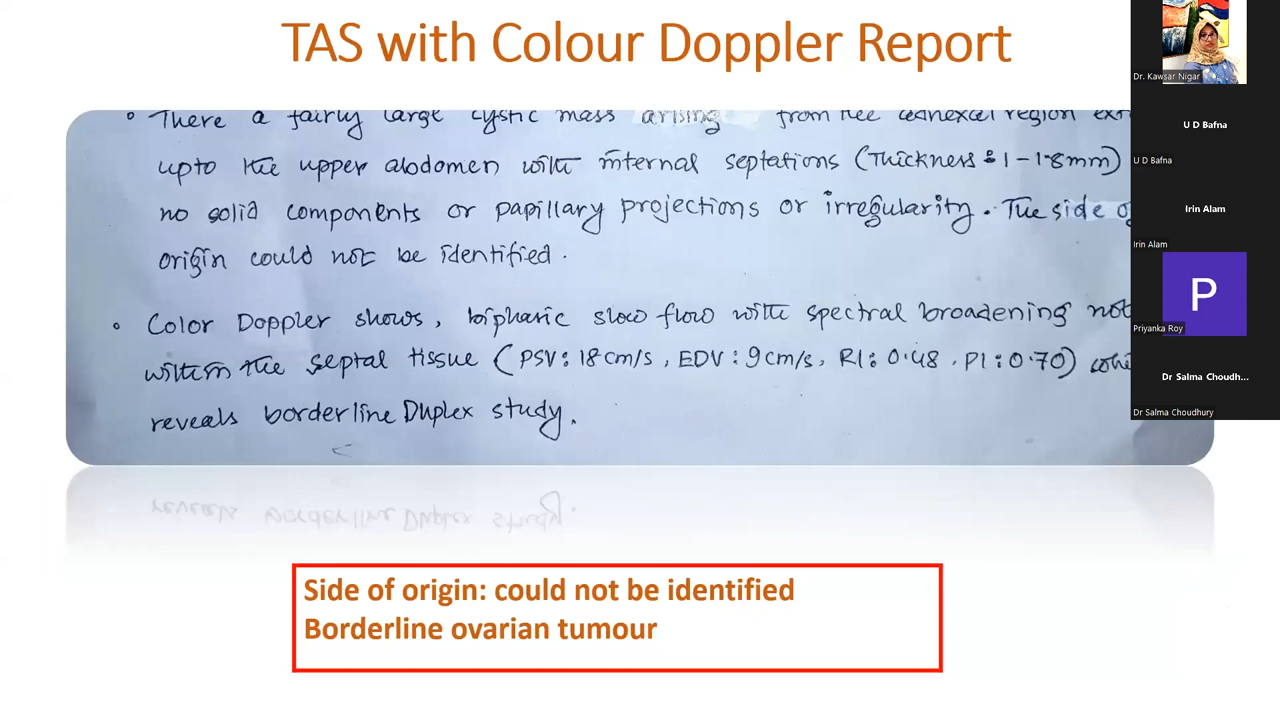 TAS with Colour Doppler Report
There a fairly large cystic mass arising from the adnexal region
upto the upper abdomen with internal septations (Thickness : 1 - 1.8mm)
no solid components or papillary projections or irregularity. The side
origin could not be identified.
Color Doppler shows, biphasic slow flow with spectral broadening
within the septal tissue (PSV: 18 cm/s, EDV: 9 cm/s, RI: 0.48, PI: 0.70)
reveals borderline Duplex study.
Side of origin: could not be identified
Borderline ovarian tumour
Dr. Kawsar Nigar
U D Bafna
U D Bafna
Irin Alam
Irin Alam
P
Priyanka Roy
Dr Salma Choudh...
Dr Salma Choudhury